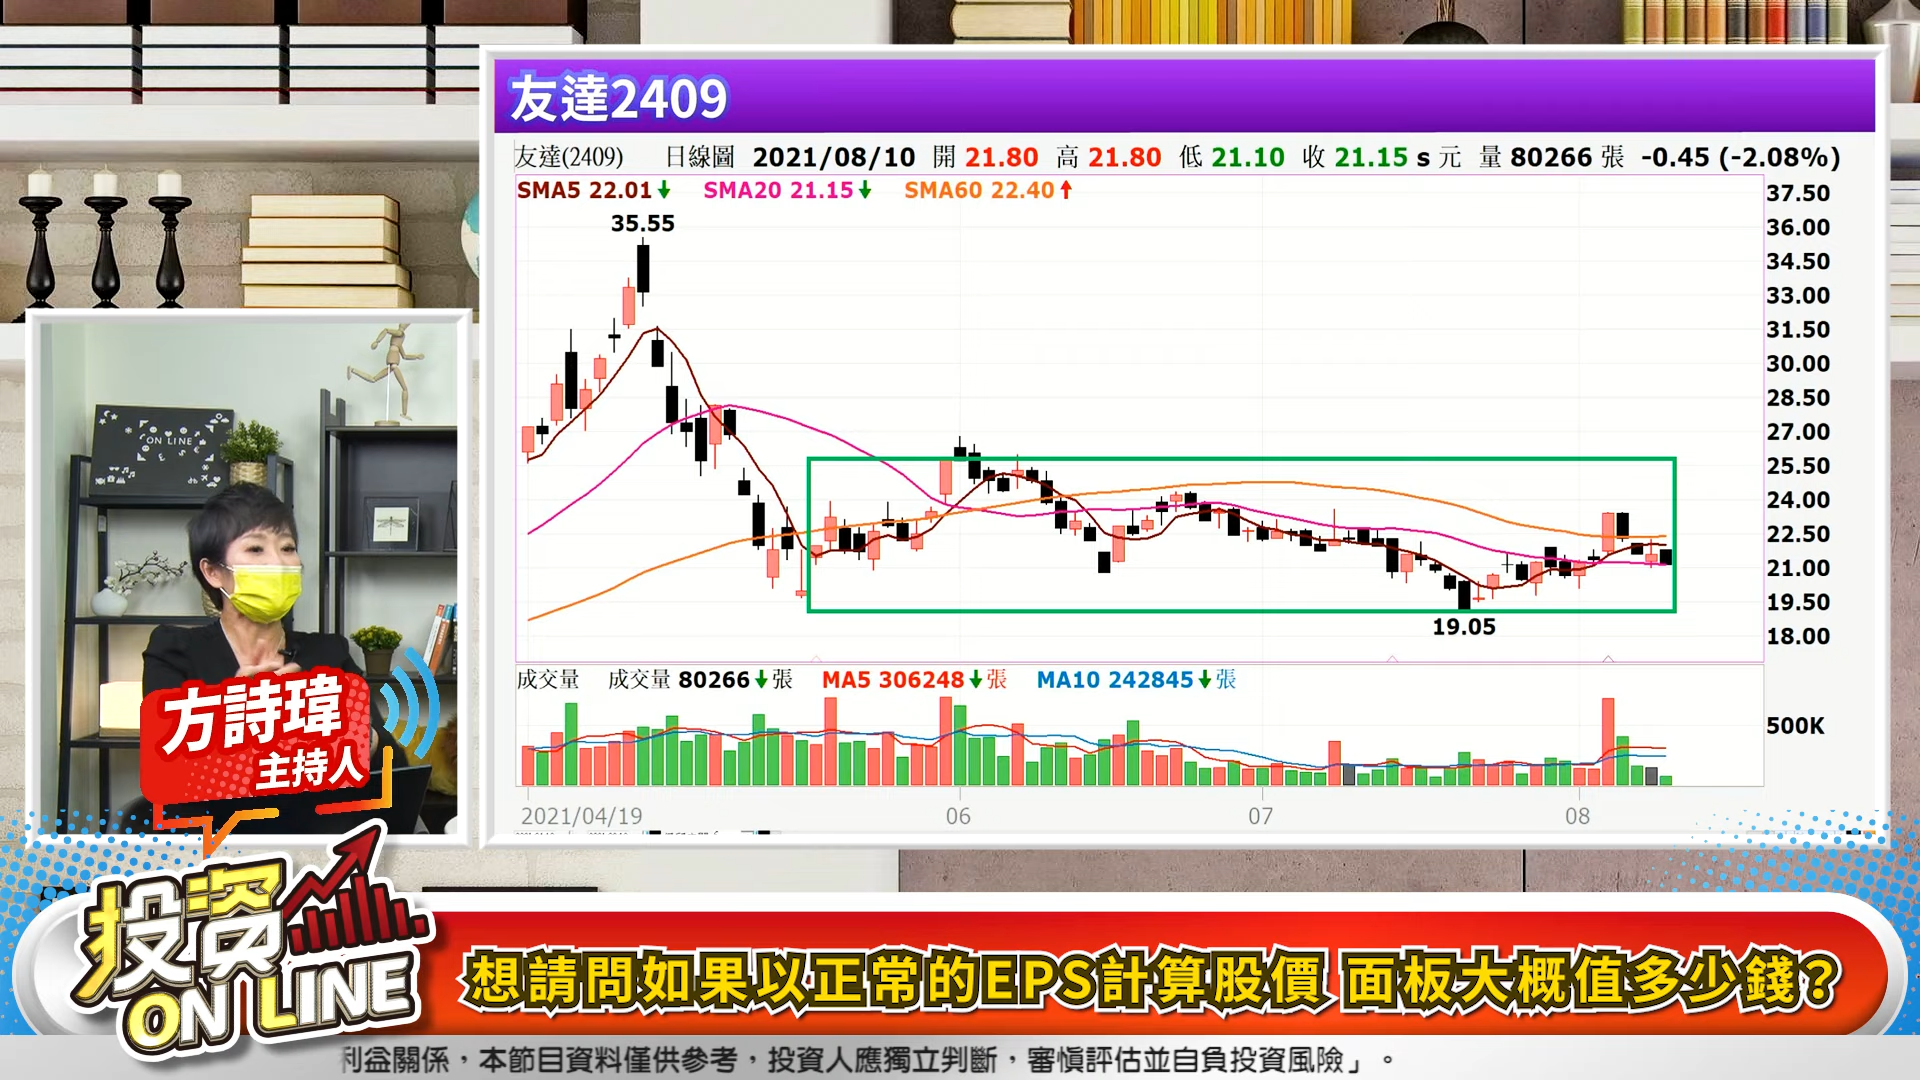 友達2409
友達(2409) 日線圖 2021/08/10 開 21.80 高 21.80 低 21.10 收 21.15 s 元 量 80266 張 -0.45 (-2.08%)
SMA5 22.01↓ SMA20 21.15↓ SMA60 22.40↑
35.55
19.05
37.50
36.00
34.50
33.00
31.50
30.00
28.50
27.00
25.50
24.00
22.50
21.00
19.50
18.00
成交量 成交量 80266↓張 MA5 306248↓張 MA10 242845↓張
500K
2021/04/19 06 07 08
ON LINE
方詩瑋
主持人
投資
ON LINE
想請問如果以正常的EPS計算股價 面板大概值多少錢?
利益關係，本節目資料僅供參考，投資人應獨立判斷，審慎評估並自負投資風險」。